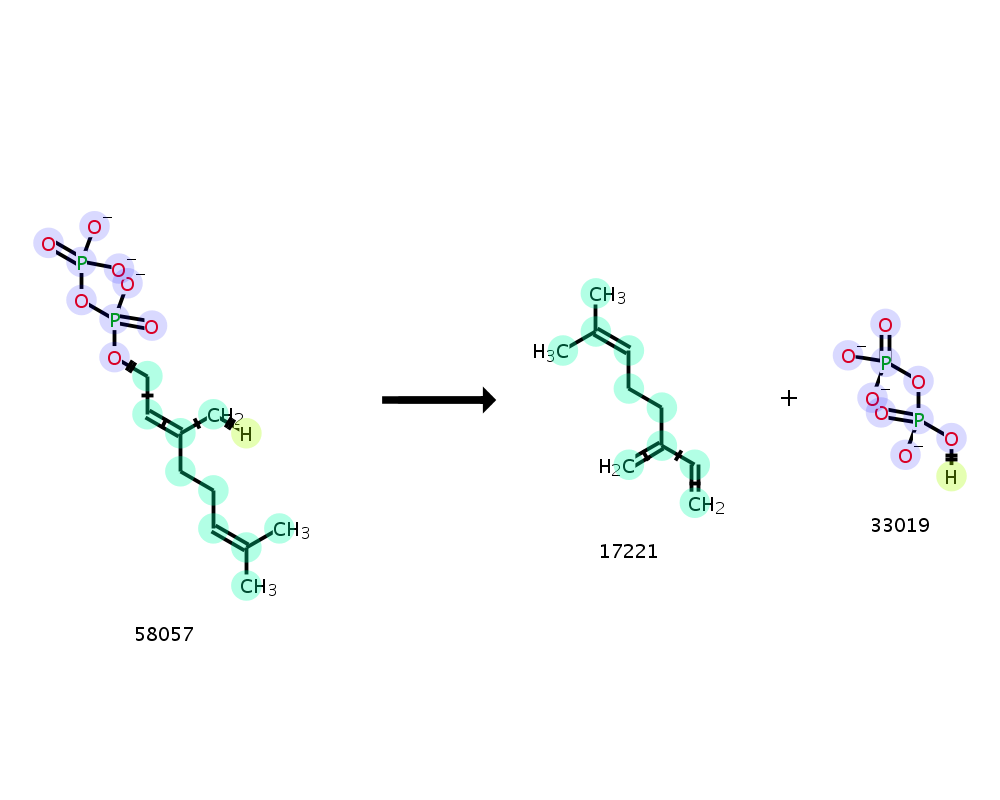 O O−
P O−
O−
O P O
O
CH2
H
CH3
CH3
58057
CH3
H3C
H2C
CH2
17221
+
O
O− P
O− O
O P
O− O
H
33019